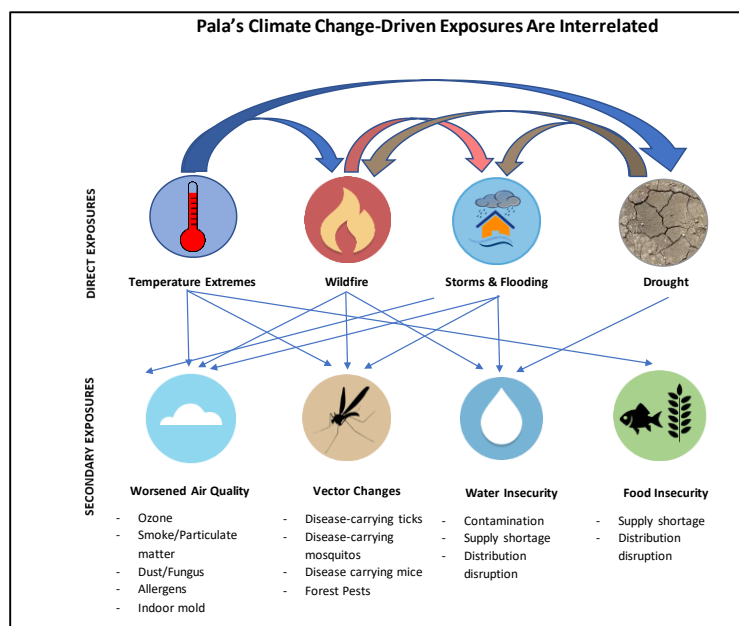 Pala's Climate Change-Driven Exposures Are Interrelated
DIRECT EXPOSURES
Temperature Extremes
Wildfire
Storms & Flooding
Drought
SECONDARY EXPOSURES
Worsened Air Quality
- Ozone
- Smoke/Particulate
matter
- Dust/Fungus
- Allergens
- Indoor mold
Vector Changes
- Disease-carrying ticks
- Disease-carrying
mosquitos
- Disease carrying mice
- Forest Pests
Water Insecurity
- Contamination
- Supply shortage
- Distribution
disruption
Food Insecurity
- Supply shortage
- Distribution
disruption